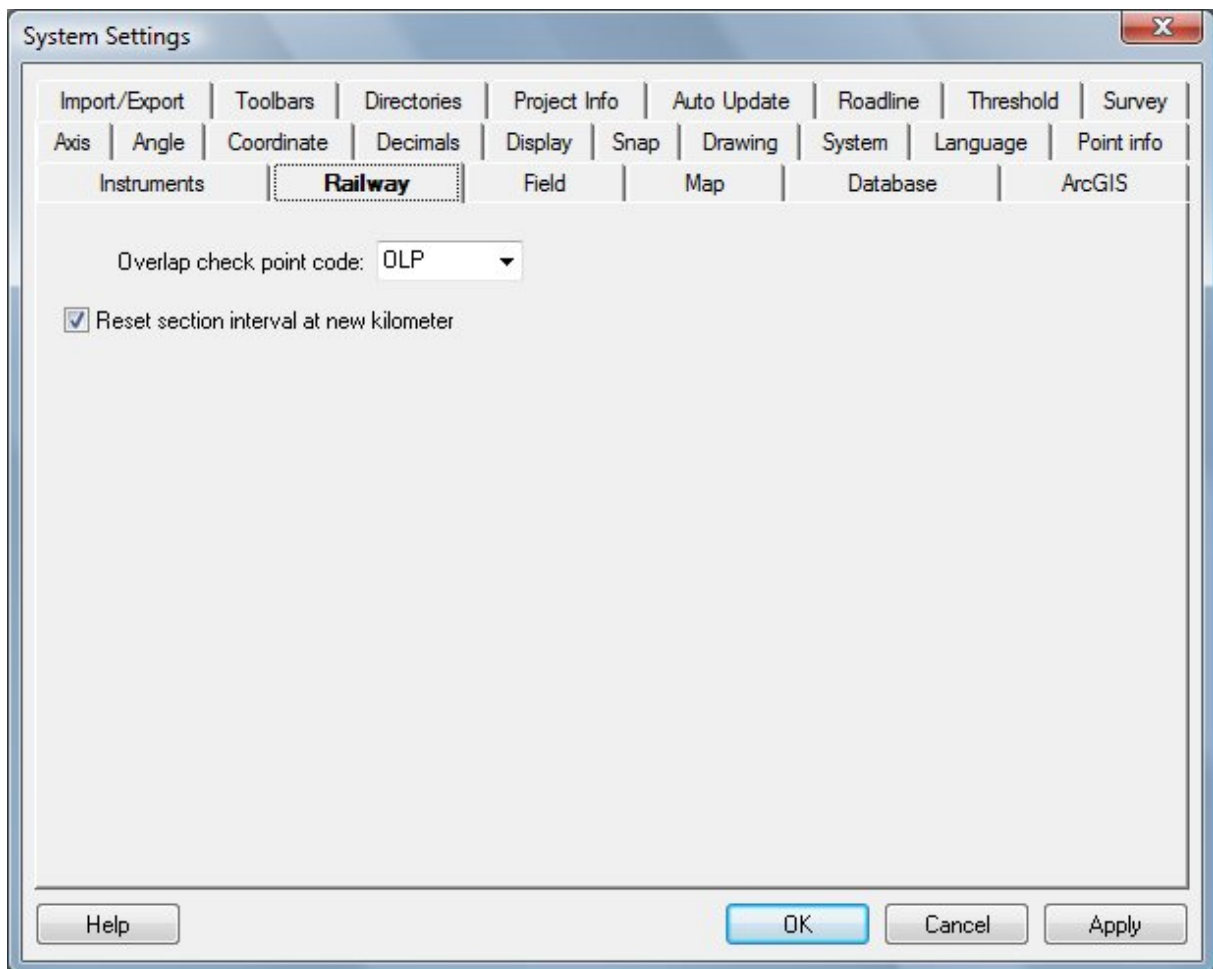 System Settings
Import/Export Toolbars Directories Project Info Auto Update Roadline Threshold Survey
Axis Angle Coordinate Decimals Display Snap Drawing System Language Point info
Instruments Railway Field Map Database ArcGIS
Overlap check point code: OLP
Reset section interval at new kilometer
Help OK Cancel Apply